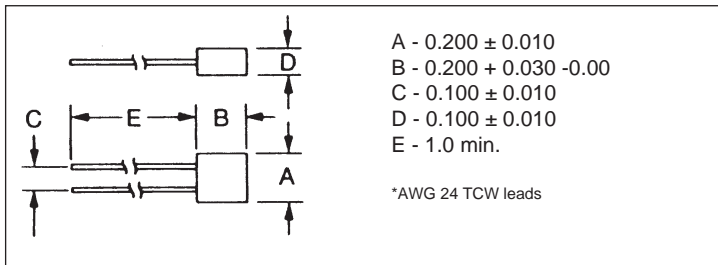 D
C
E
B
A
A - 0.200 ± 0.010
B - 0.200 + 0.030 -0.00
C - 0.100 ± 0.010
D - 0.100 ± 0.010
E - 1.0 min.
*AWG 24 TCW leads